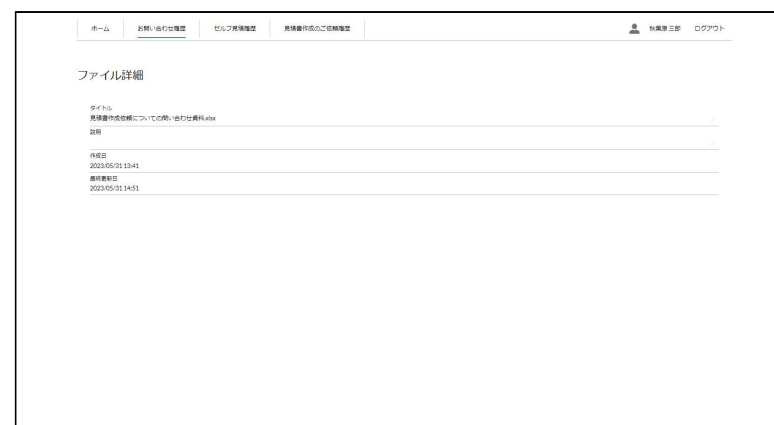 ホーム
お問い合わせ履歴
セルフ見積履歴
見積書作成のご依頼履歴
秋葉原 三郎
ログアウト
ファイル詳細
タイトル
見積書作成依頼についての問い合わせ資料.xlsx
説明
作成日
2023/05/31 13:41
最終更新日
2023/05/31 14:51